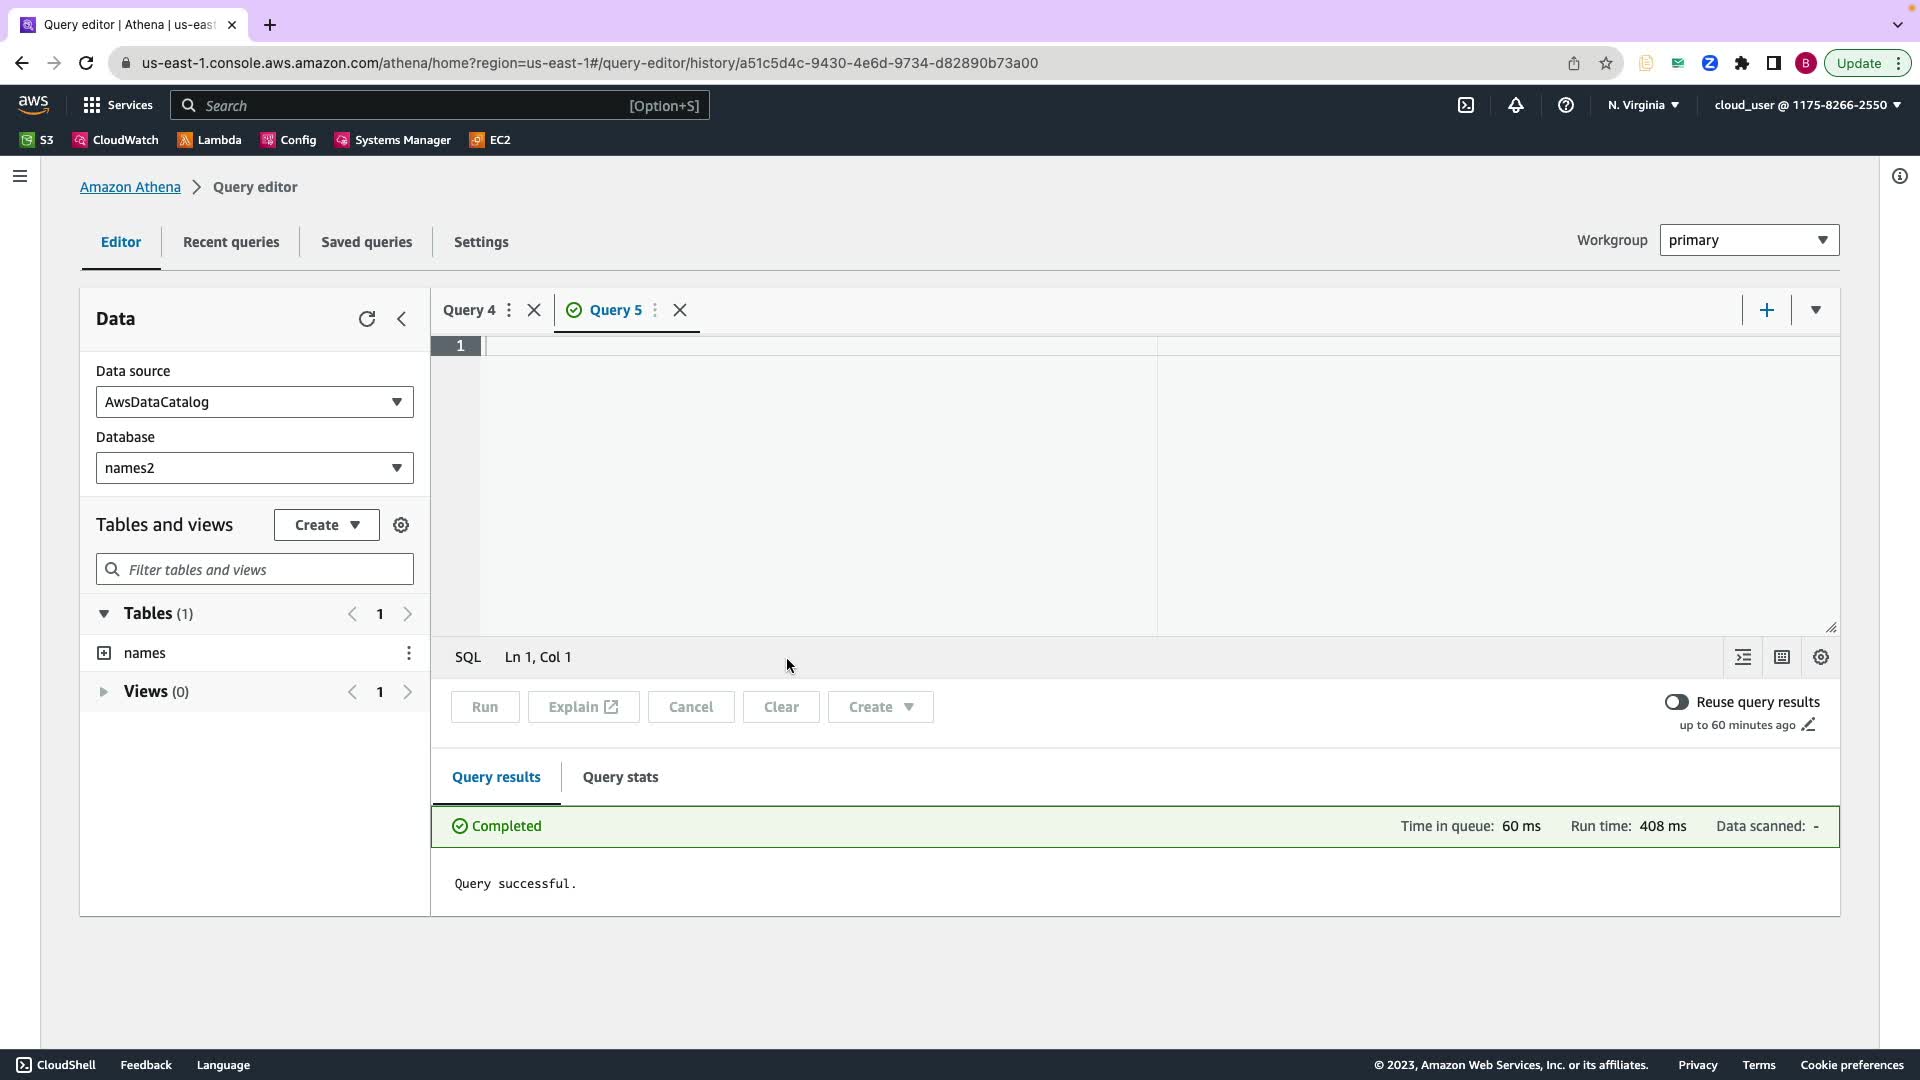 Query editor | Athena | us-east
us-east-1.console.aws.amazon.com/athena/home?region=us-east-1#/query-editor/history/a51c5d4c-9430-4e6d-9734-d82890b73a00
B
Update
aws
Services
Search
[Option+S]
N. Virginia
cloud_user @ 1175-8266-2550
S3
CloudWatch
Lambda
Config
Systems Manager
EC2
Amazon Athena
Query editor
Editor
Recent queries
Saved queries
Settings
Workgroup
primary
Data
Query 4
Query 5
1
Data source
AwsDataCatalog
Database
names2
Tables and views
Create
Filter tables and views
Tables (1)
1
names
Views (0)
1
SQL
Ln 1, Col 1
Run
Explain
Cancel
Clear
Create
Reuse query results
up to 60 minutes ago
Query results
Query stats
Completed
Time in queue: 60 ms
Run time: 408 ms
Data scanned: -
Query successful.
CloudShell
Feedback
Language
© 2023, Amazon Web Services, Inc. or its affiliates.
Privacy
Terms
Cookie preferences